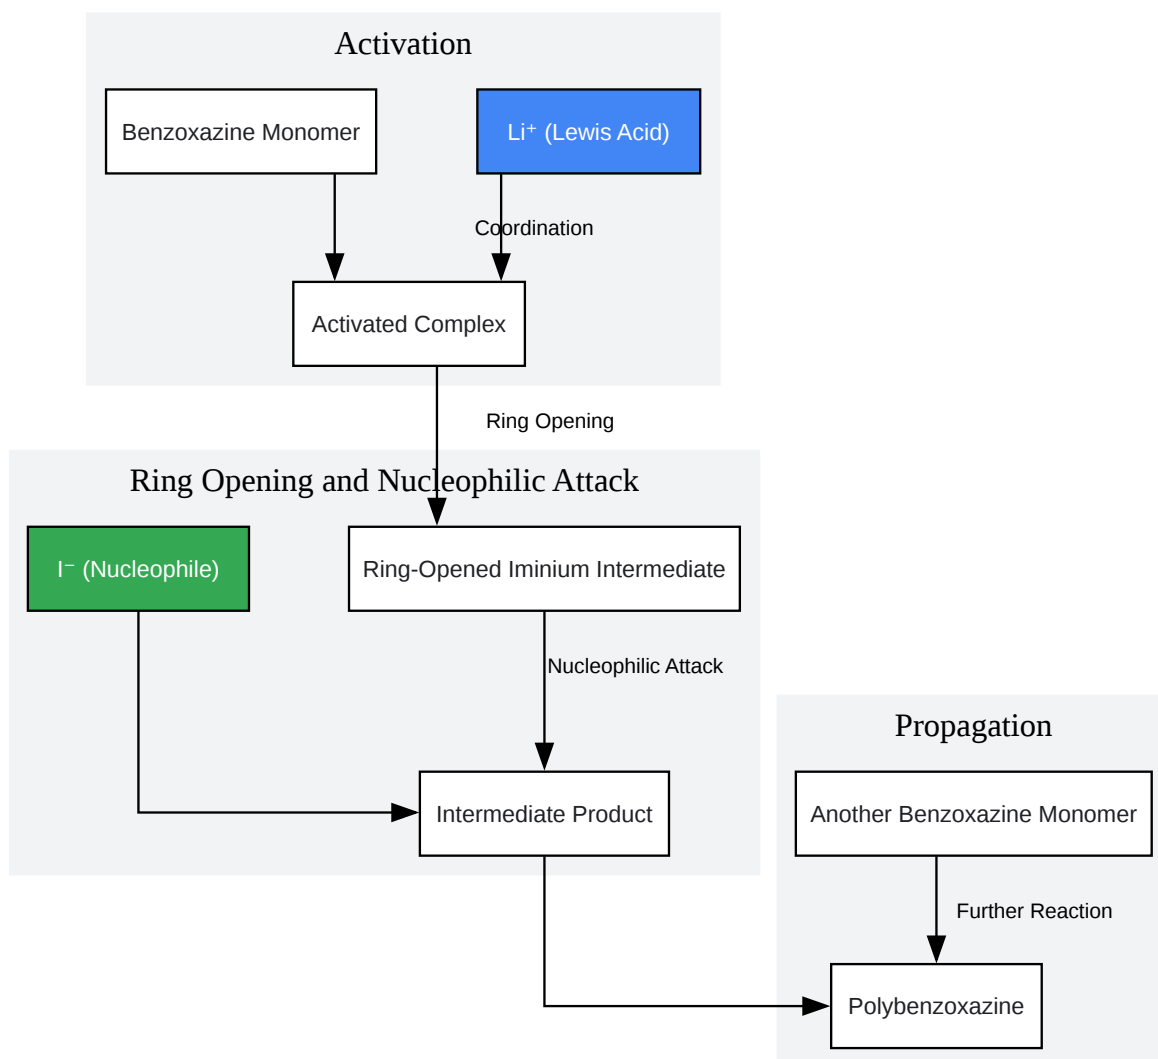 Activation
Benzoxazine Monomer
Li⁺ (Lewis Acid)
Coordination
Activated Complex
Ring Opening
Ring Opening and Nucleophilic Attack
I⁻ (Nucleophile)
Ring-Opened Iminium Intermediate
Nucleophilic Attack
Intermediate Product
Propagation
Another Benzoxazine Monomer
Further Reaction
Polybenzoxazine